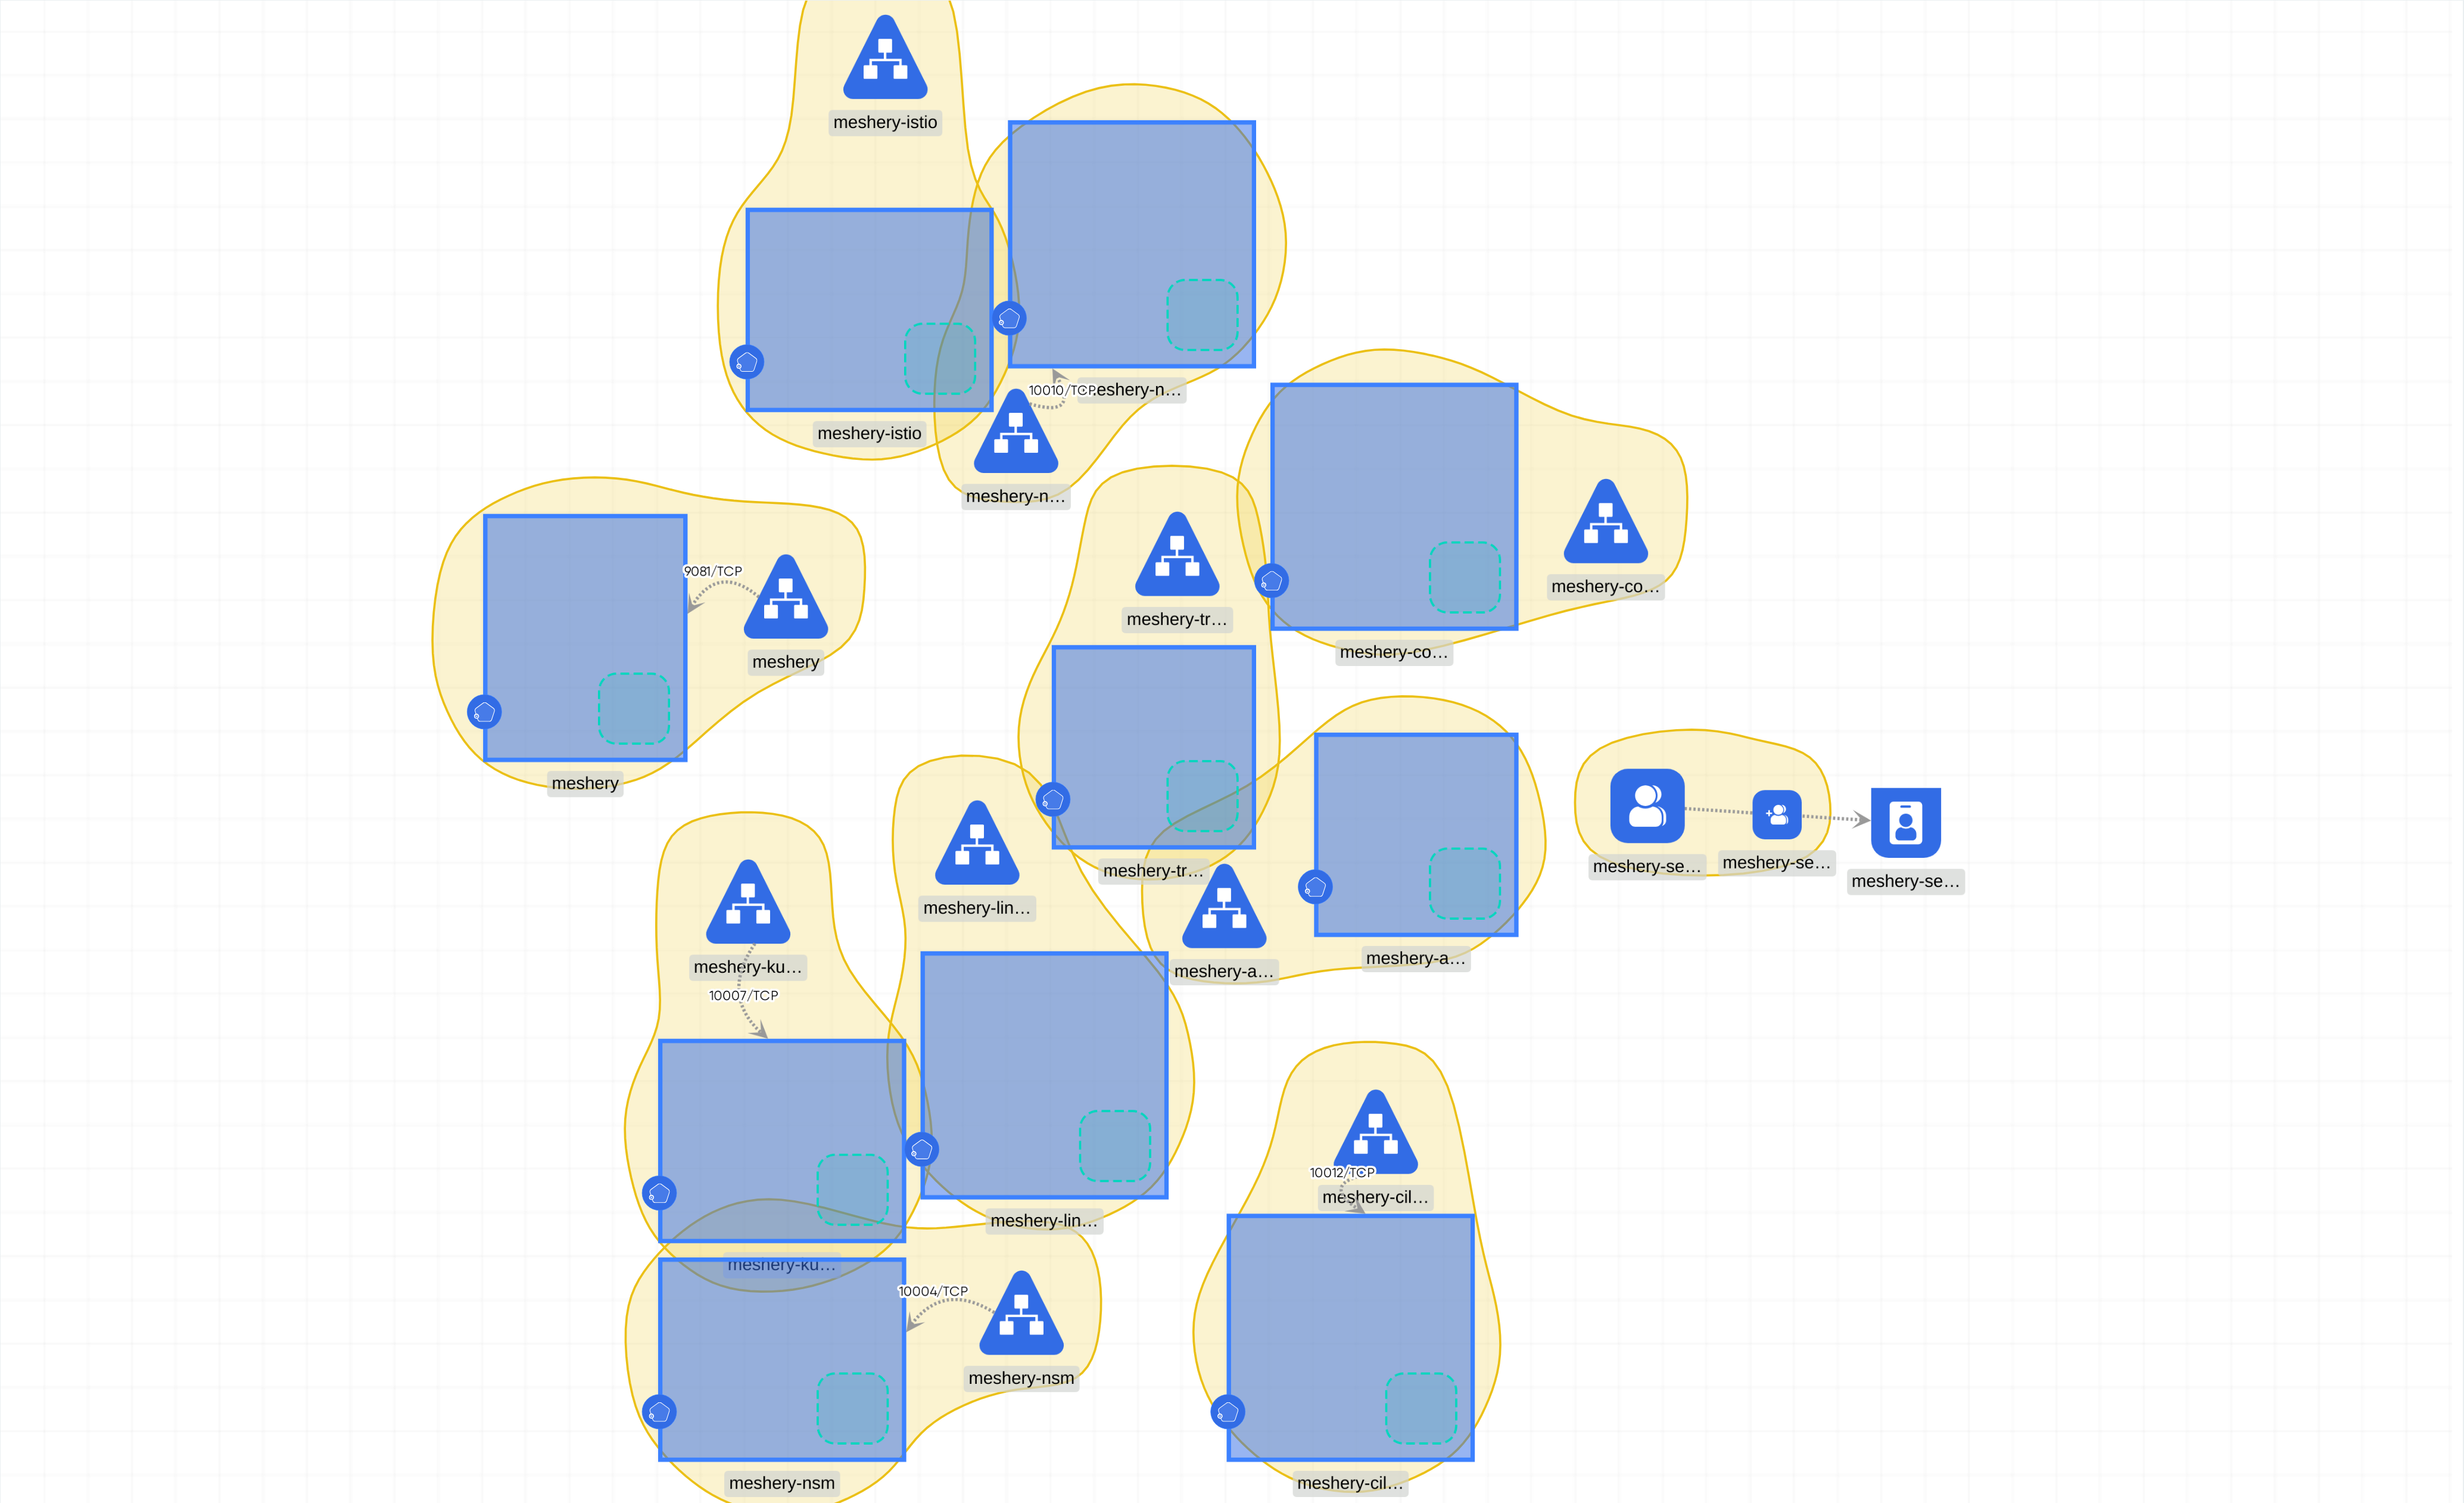 meshery-istio
meshery-istio
10010/TCP
eshery-n…
meshery-n…
meshery-co…
meshery-co…
9081/TCP
meshery
meshery
meshery-tr…
meshery-tr…
meshery-a…
meshery-a…
meshery-se…
meshery-se…
meshery-se…
meshery-lin…
meshery-lin…
meshery-ku…
10007/TCP
meshery-ku…
10004/TCP
meshery-nsm
meshery-nsm
10012/TCP
meshery-cil…
meshery-cil…